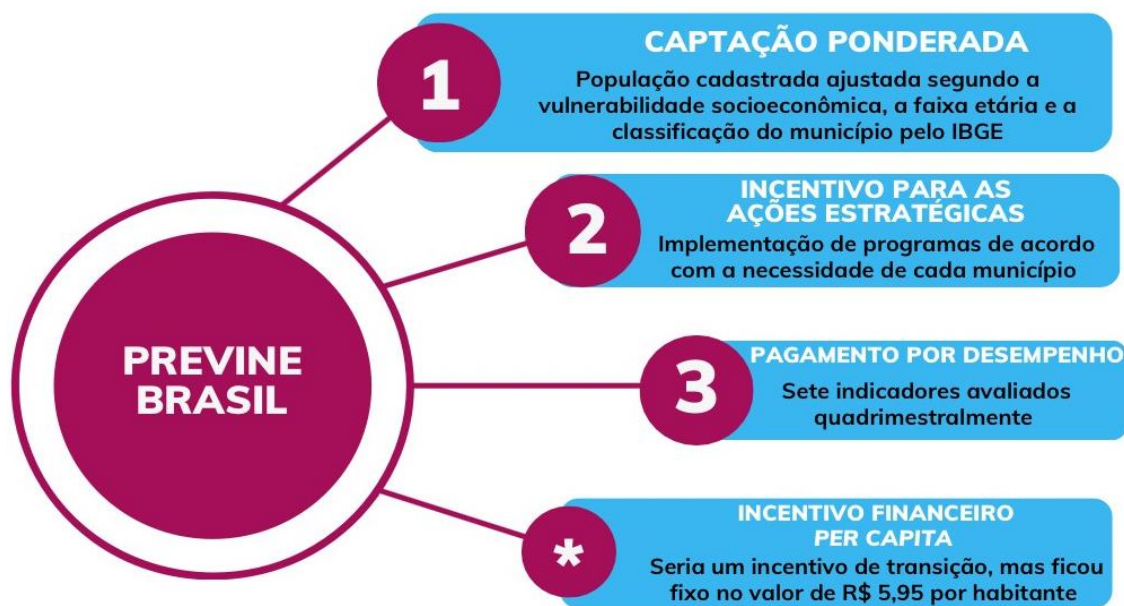 PREVINE
BRASIL
1
CAPTAÇÃO PONDERADA
População cadastrada ajustada segundo a
vulnerabilidade socioeconômica, a faixa etária e a
classificação do município pelo IBGE
2
INCENTIVO PARA AS
AÇÕES ESTRATÉGICAS
Implementação de programas de acordo
com a necessidade de cada município
3
PAGAMENTO POR DESEMPENHO
Sete indicadores avaliados
quadrimestralmente
*
INCENTIVO FINANCEIRO
PER CAPITA
Seria um incentivo de transição, mas ficou
fixo no valor de R$ 5,95 por habitante